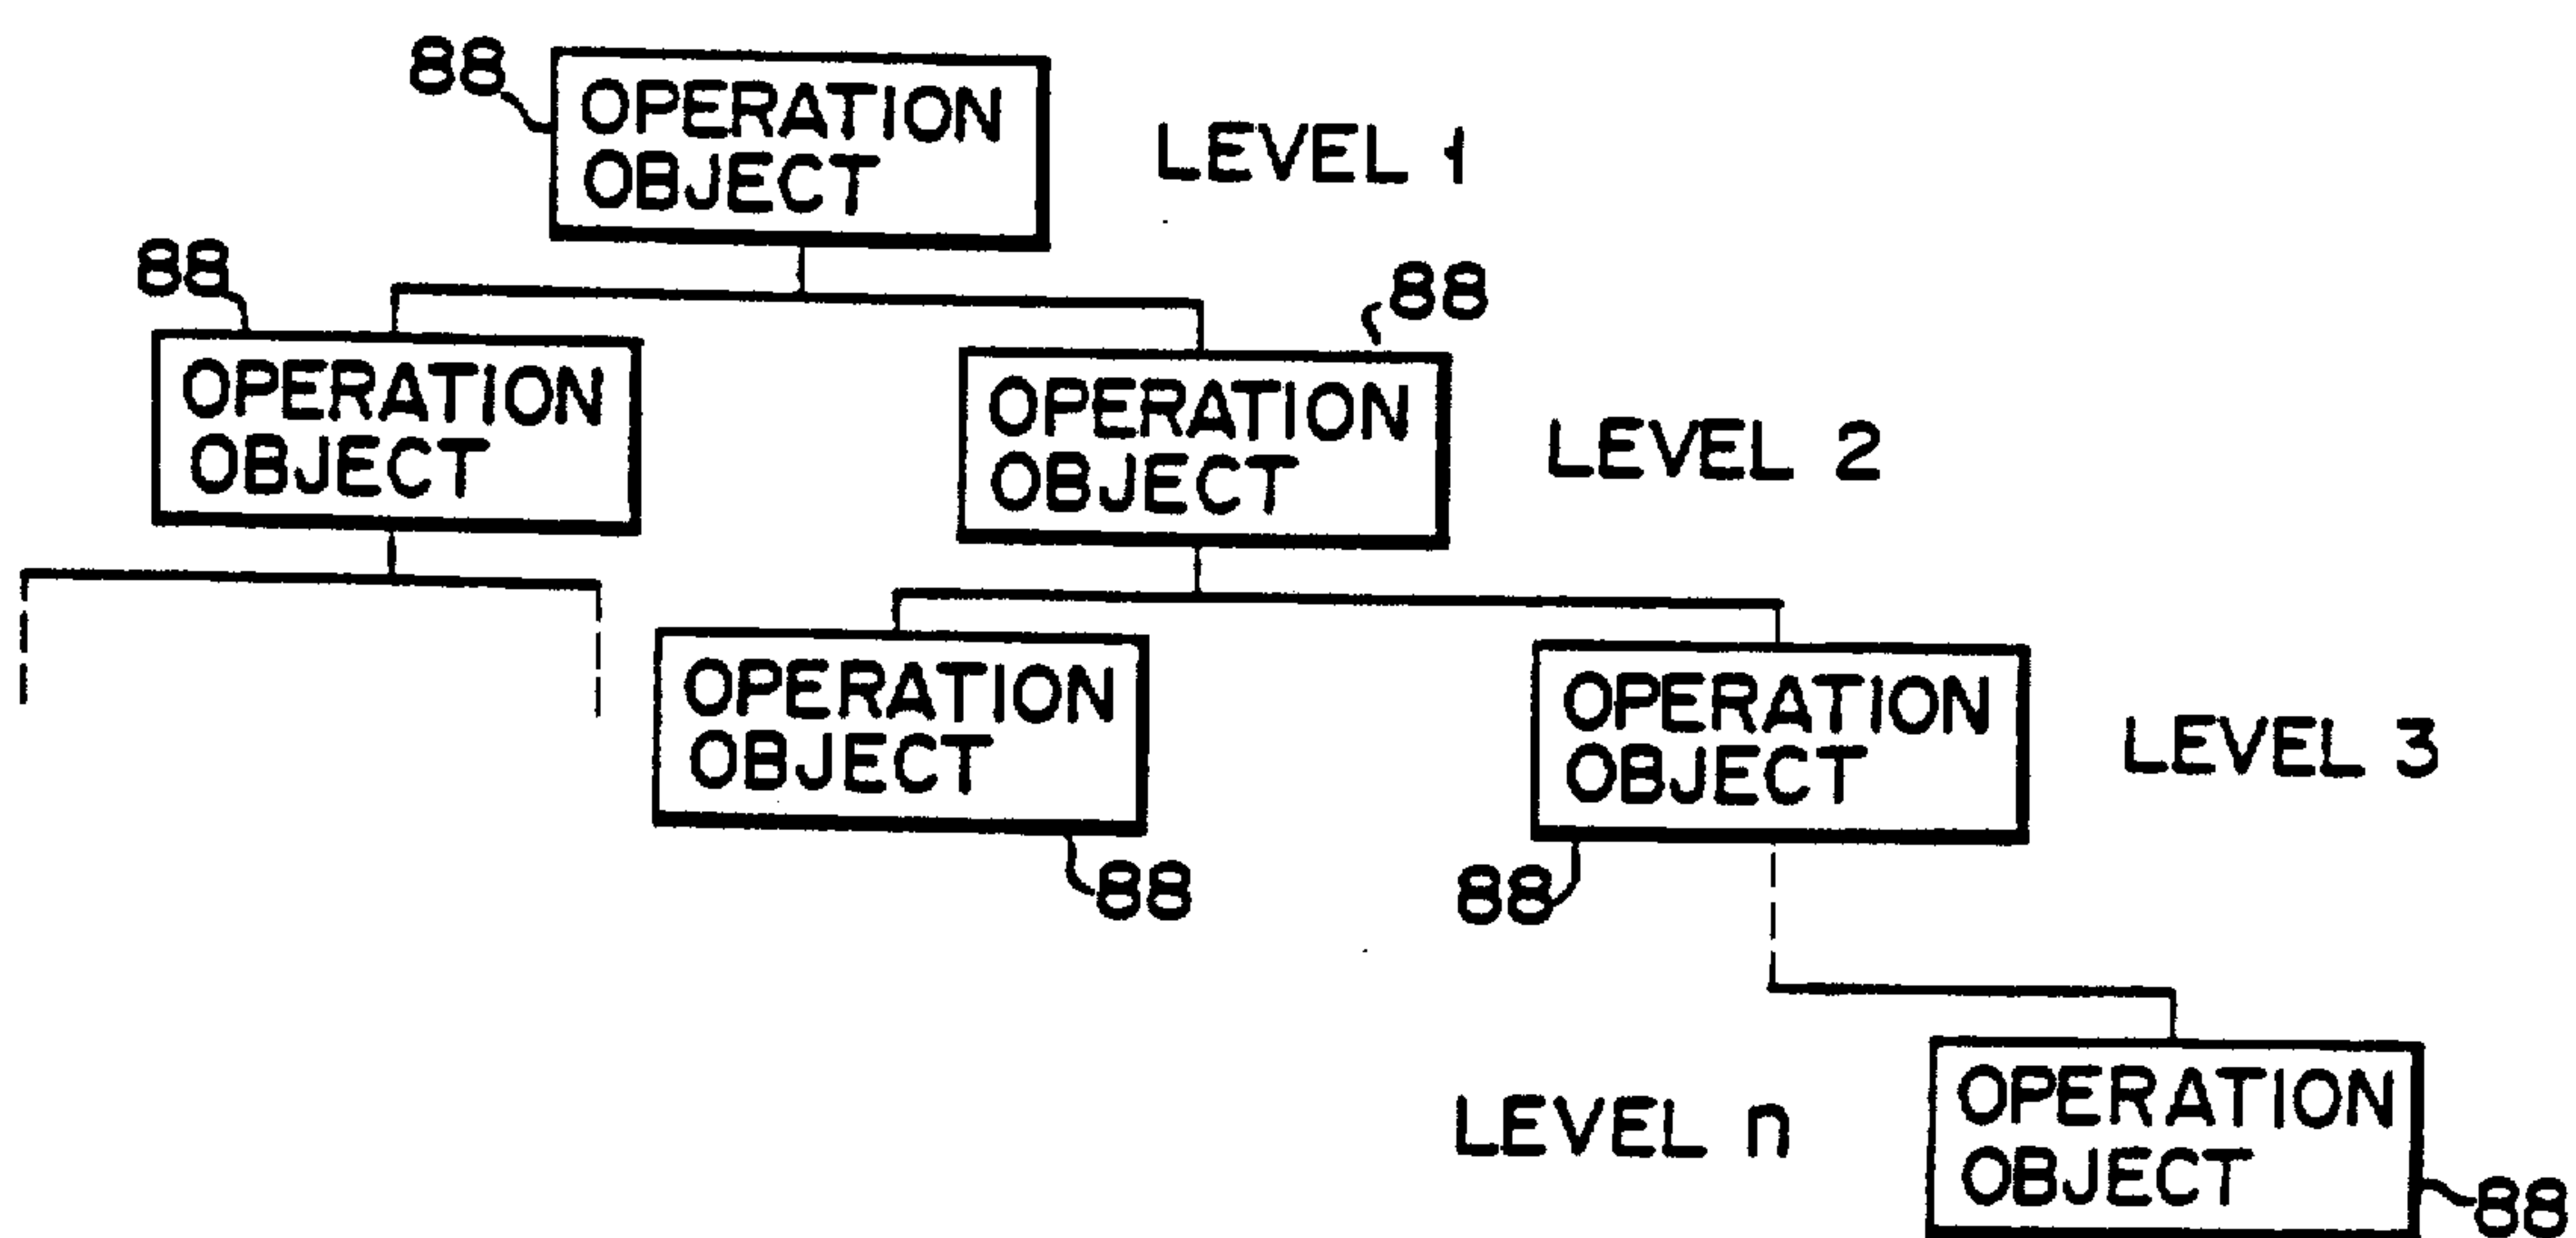 88
OPERATION
OBJECT
LEVEL 1
88
OPERATION
OBJECT
88
OPERATION
OBJECT
LEVEL 2
OPERATION
OBJECT
88
OPERATION
OBJECT
88
LEVEL 3
LEVEL n
OPERATION
OBJECT
88